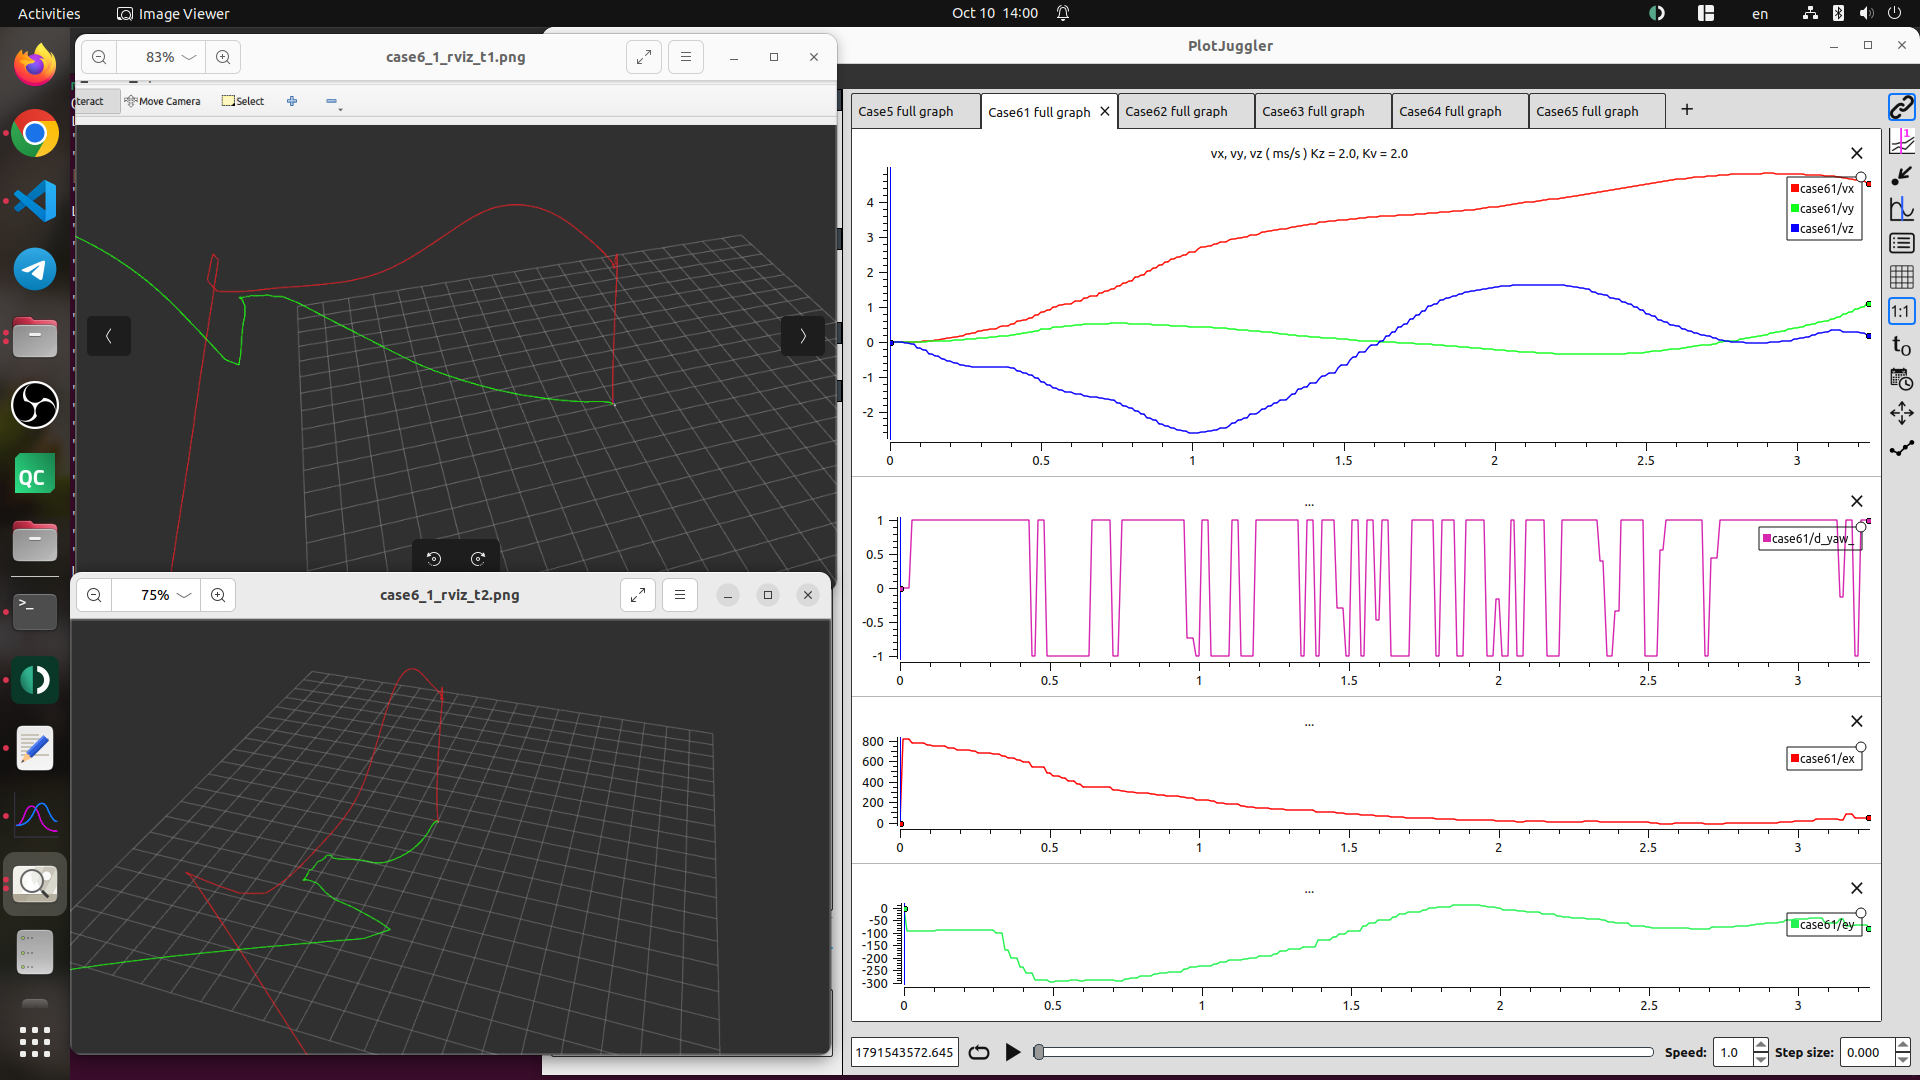 Activities
Image Viewer
Oct 10 14:00
en
83%
case6_1_rviz_t1.png
teract
Move Camera
Select
75%
case6_1_rviz_t2.png
QC
>_
PlotJuggler
Case5 full graph
Case61 full graph
Case62 full graph
Case63 full graph
Case64 full graph
Case65 full graph
+
vx, vy, vz ( ms/s ) Kz = 2.0, Kv = 2.0
case61/vx
case61/vy
case61/vz
4
3
2
1
0
-1
-2
0 0.5 1 1.5 2 2.5 3
...
case61/d_yaw_
1
0.5
0
-0.5
-1
0 0.5 1 1.5 2 2.5 3
...
case61/ex
800
600
400
200
0
0 0.5 1 1.5 2 2.5 3
...
case61/ey
0
-50
-100
-150
-200
-250
-300
0 0.5 1 1.5 2 2.5 3
1791543572.645
Speed: 1.0
Step size: 0.000
1
1:1
t0